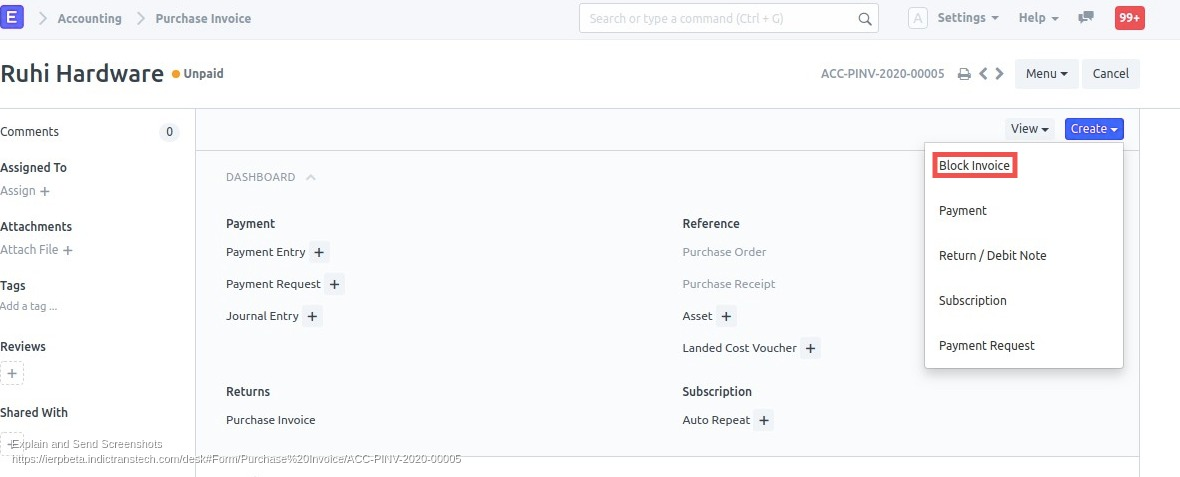 E Accounting Purchase Invoice Search or type a command (Ctrl + G) A Settings Help 99+
Ruhi Hardware Unpaid ACC-PINV-2020-00005 Menu Cancel
Comments 0
View Create
Assigned To
Assign +
Attachments
Attach File +
Tags
Add a tag ...
Reviews
+
Shared With
+
DASHBOARD
Payment
Payment Entry +
Payment Request +
Journal Entry +
Reference
Purchase Order
Purchase Receipt
Asset +
Landed Cost Voucher +
Returns
Purchase Invoice
Subscription
Auto Repeat +
Block Invoice
Payment
Return / Debit Note
Subscription
Payment Request
Explain and Send Screenshots
https://ierpbeta.indictranstech.com/desk#Form/Purchase%20Invoice/ACC-PINV-2020-00005